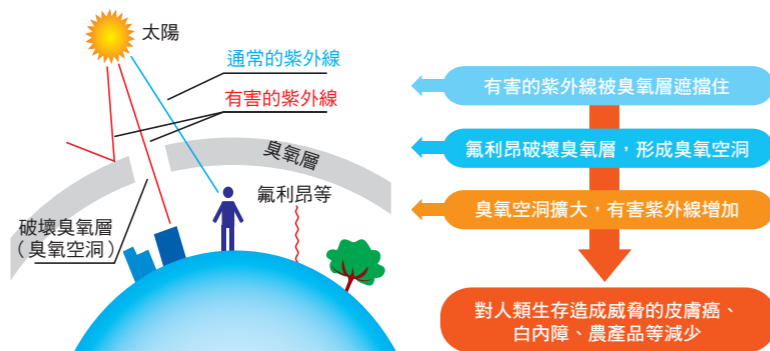 太陽
通常的紫外線
有害的紫外線
臭氧層
氟利昂等
破壞臭氧層
（臭氧空洞）
有害的紫外線被臭氧層遮擋住
氟利昂破壞臭氧層，形成臭氧空洞
臭氧空洞擴大，有害紫外線增加
對人類生存造成威脅的皮膚癌、
白內障、農產品等減少